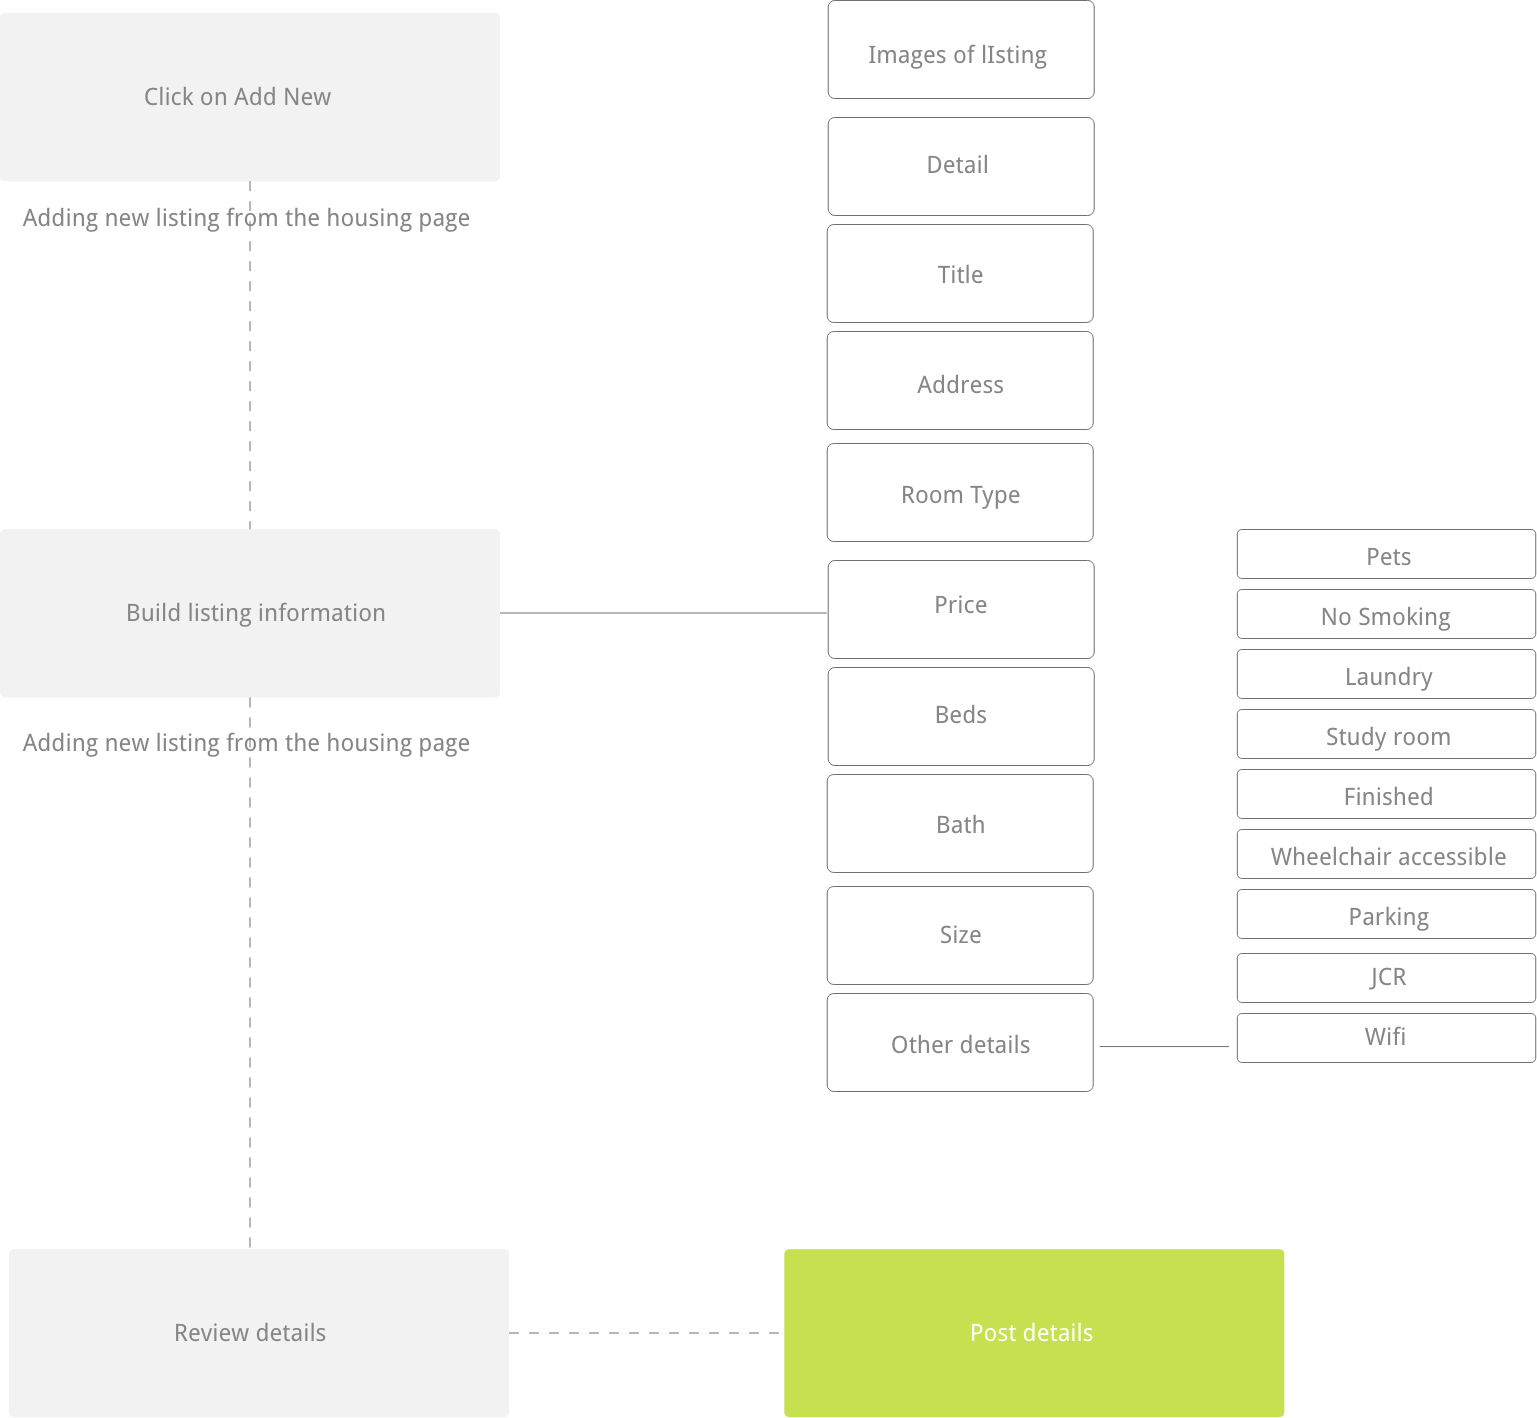 Click on Add New
Adding new listing from the housing page
Build listing information
Adding new listing from the housing page
Images of lIsting
Detail
Title
Address
Room Type
Price
Beds
Bath
Size
Other details
Pets
No Smoking
Laundry
Study room
Finished
Wheelchair accessible
Parking
JCR
Wifi
Review details
Post details